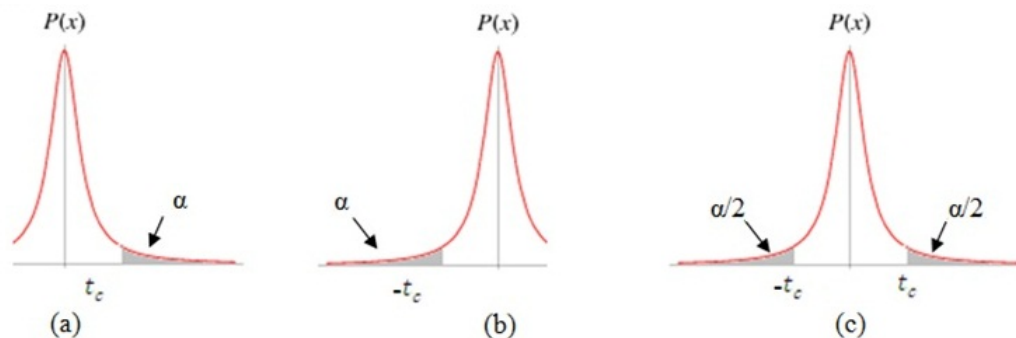 P(x) P(x) P(x)
α α α/2 α/2
t_c -t_c -t_c t_c
(a) (b) (c)